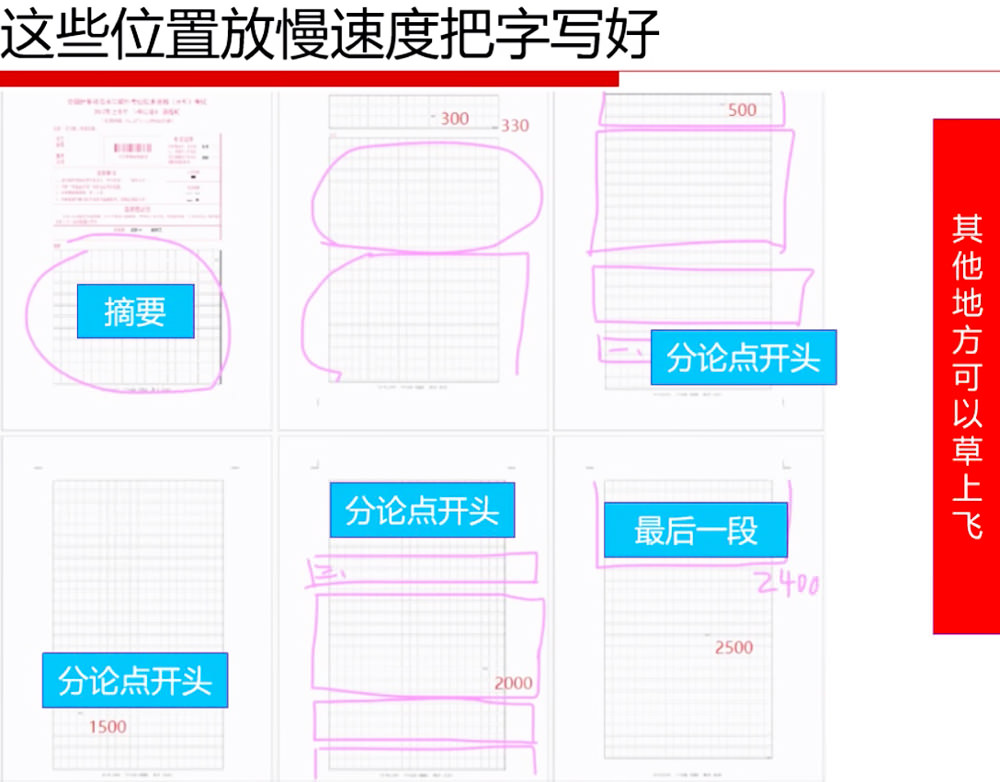 这些位置放慢速度把字写好
摘要
300
330
500
一、
分论点开头
其他地方可以草上飞
分论点开头
1500
分论点开头
三、
2000
最后一段
2400
2500